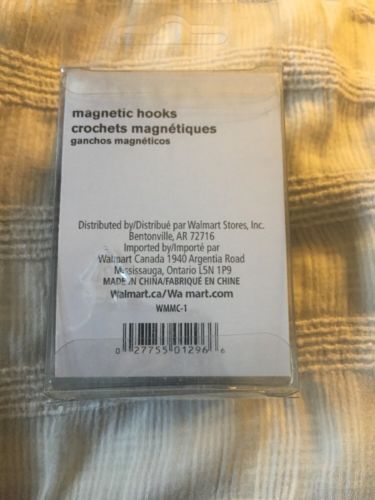 magnetic hooks
crochets magnétiques
ganchos magnéticos
Distributed by/Distribué par Walmart Stores, Inc.
Bentonville, AR 72716
Imported by/Importé par
Walmart Canada 1940 Argentia Road
Mississauga, Ontario L5N 1P9
MADE IN CHINA/FABRIQUÉ EN CHINE
Walmart.ca/Wa mart.com
WMMC-1
0 27755 01296 6